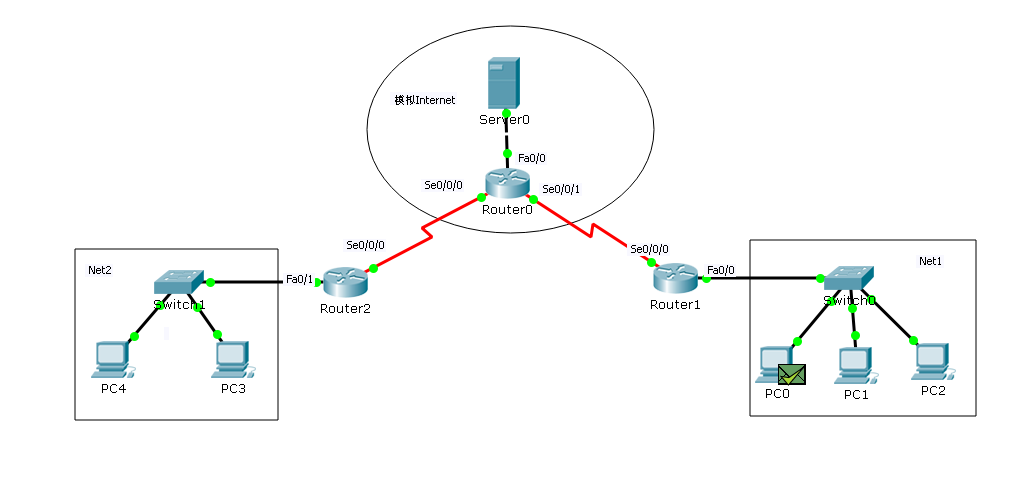 模拟Internet
Server0
Fa0/0
Se0/0/0
Se0/0/1
Router0
Se0/0/0
Se0/0/0
Net2
Fa0/1
Switch1
Router2
PC4
PC3
Net1
Fa0/0
Router1
Switch0
PC0
PC1
PC2